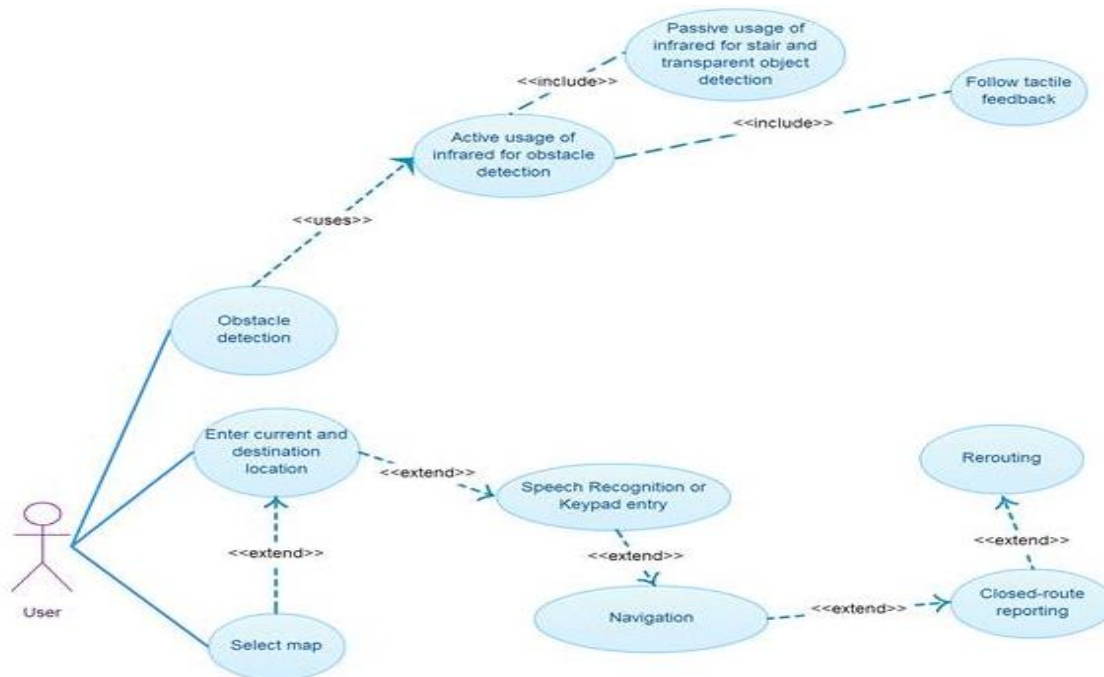 Passive usage of
infrared for stair and
transparent object
detection
<<include>>
Follow tactile
feedback
<<include>>
Active usage of
infrared for obstacle
detection
<<uses>>
Obstacle
detection
Enter current and
destination
location
<<extend>>
Speech Recognition or
Keypad entry
Rerouting
<<extend>>
<<extend>>
<<extend>>
User
Select map
Navigation
<<extend>>
Closed-route
reporting